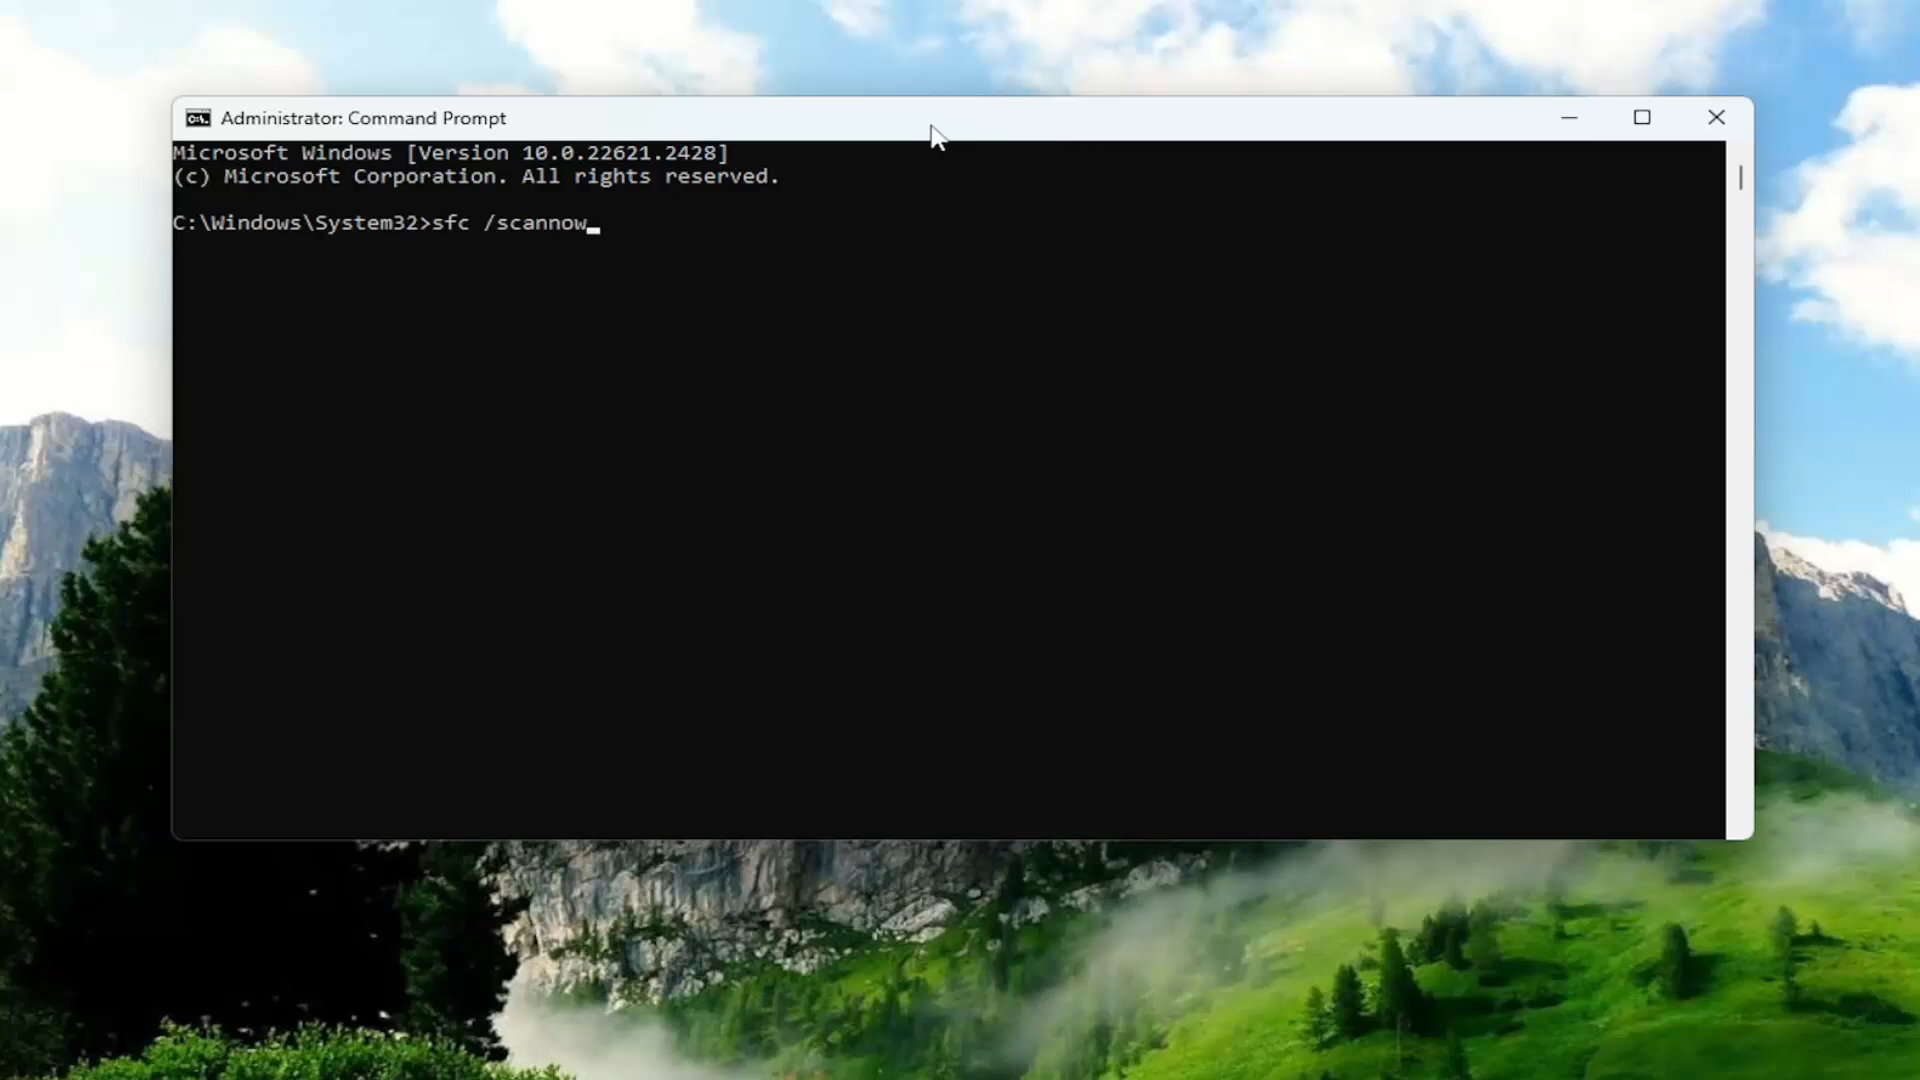 Administrator: Command Prompt
Microsoft Windows [Version 10.0.22621.2428]
(c) Microsoft Corporation. All rights reserved.
C:\Windows\System32>sfc /scannow